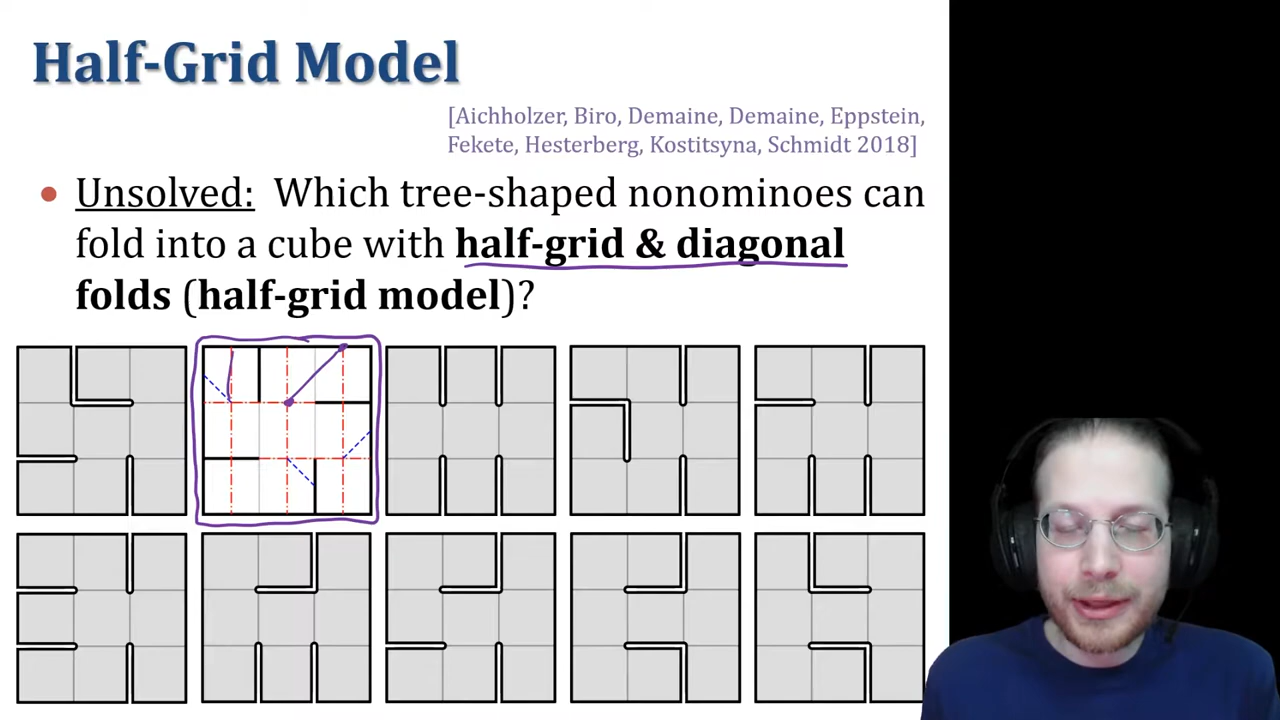 Half-Grid Model
[Aichholzer, Biro, Demaine, Demaine, Eppstein,
Fekete, Hesterberg, Kostitsyna, Schmidt 2018]
• Unsolved: Which tree-shaped nonominoes can
fold into a cube with half-grid & diagonal
folds (half-grid model)?